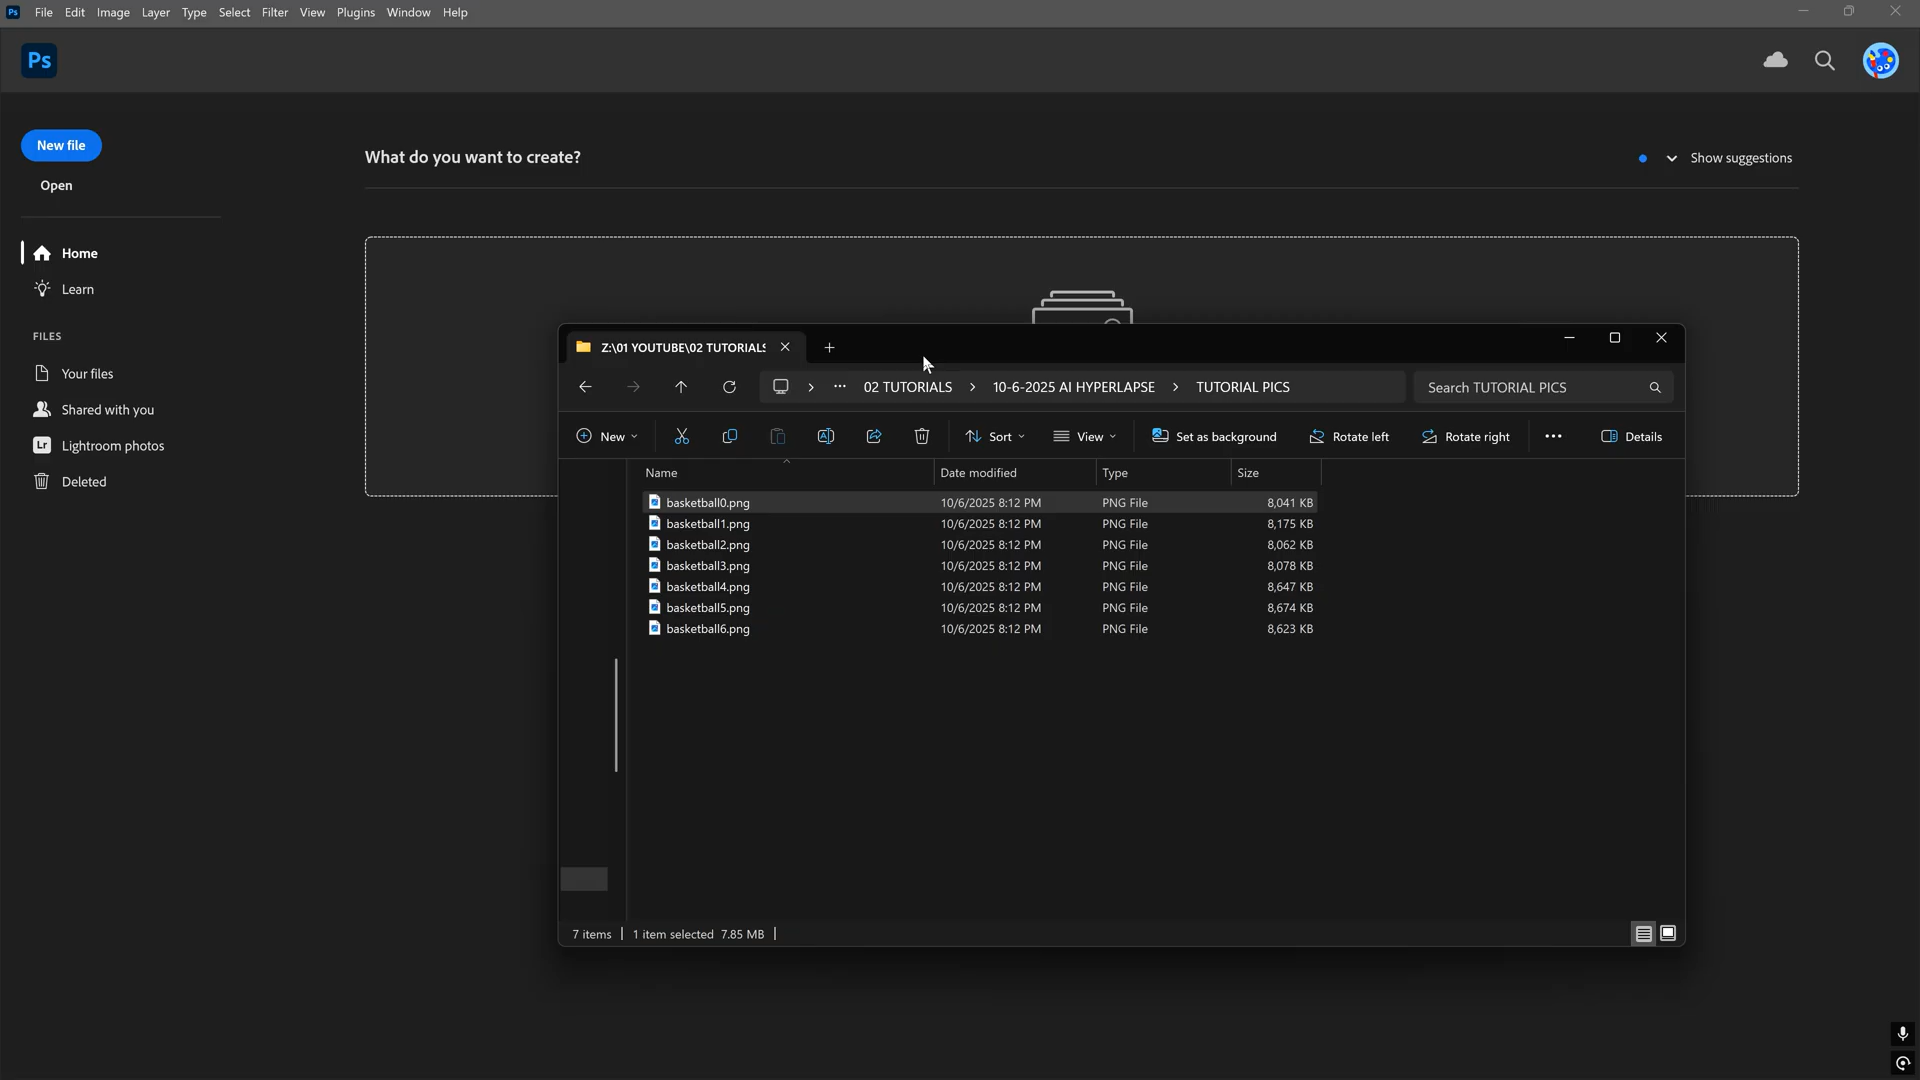 Ps File Edit Image Layer Type Select Filter View Plugins Window Help
Ps
New file
Open
What do you want to create?
Show suggestions
Home
Learn
FILES
Your files
Shared with you
Lr Lightroom photos
Deleted
Z:\01 YOUTUBE\02 TUTORIALS
02 TUTORIALS 10-6-2025 AI HYPERLAPSE TUTORIAL PICS
Search TUTORIAL PICS
New Sort View Set as background Rotate left Rotate right Details
Name Date modified Type Size
basketball0.png 10/6/2025 8:12 PM PNG File 8,041 KB
basketball1.png 10/6/2025 8:12 PM PNG File 8,175 KB
basketball2.png 10/6/2025 8:12 PM PNG File 8,062 KB
basketball3.png 10/6/2025 8:12 PM PNG File 8,078 KB
basketball4.png 10/6/2025 8:12 PM PNG File 8,647 KB
basketball5.png 10/6/2025 8:12 PM PNG File 8,674 KB
basketball6.png 10/6/2025 8:12 PM PNG File 8,623 KB
7 items 1 item selected 7.85 MB